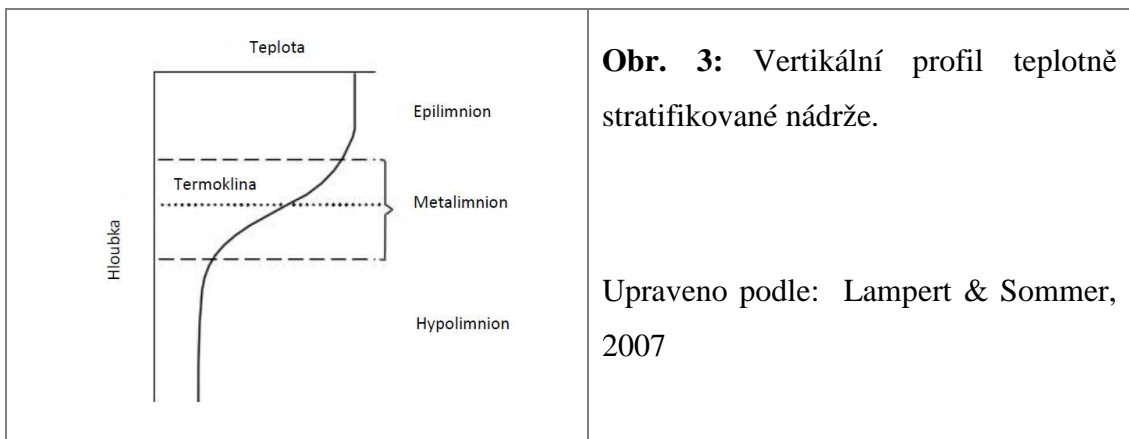 Teplota
Epilimnion
Termoklina
Metalimnion
Hloubka
Hypolimnion
Obr. 3: Vertikální profil teplotně
stratifikované nádrže.
Upraveno podle: Lampert & Sommer,
2007